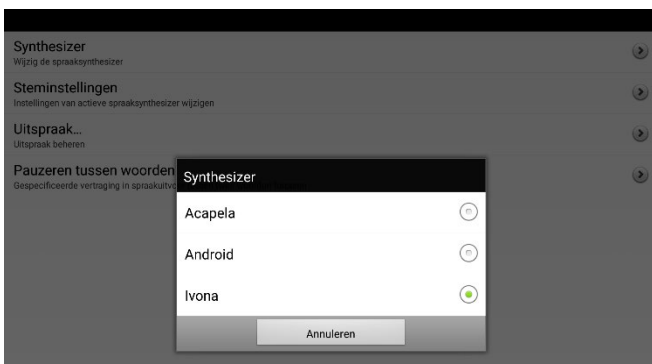 Synthesizer
Wijzig de spraaksynthesizer
Steminstellingen
Instellingen van actieve spraaksynthesizer wijzigen
Uitspraak...
Uitspraak beheren
Pauzeren tussen woorden
Gespecificeerde vertraging in
Synthesizer
Acapela
Android
Ivona
Annuleren